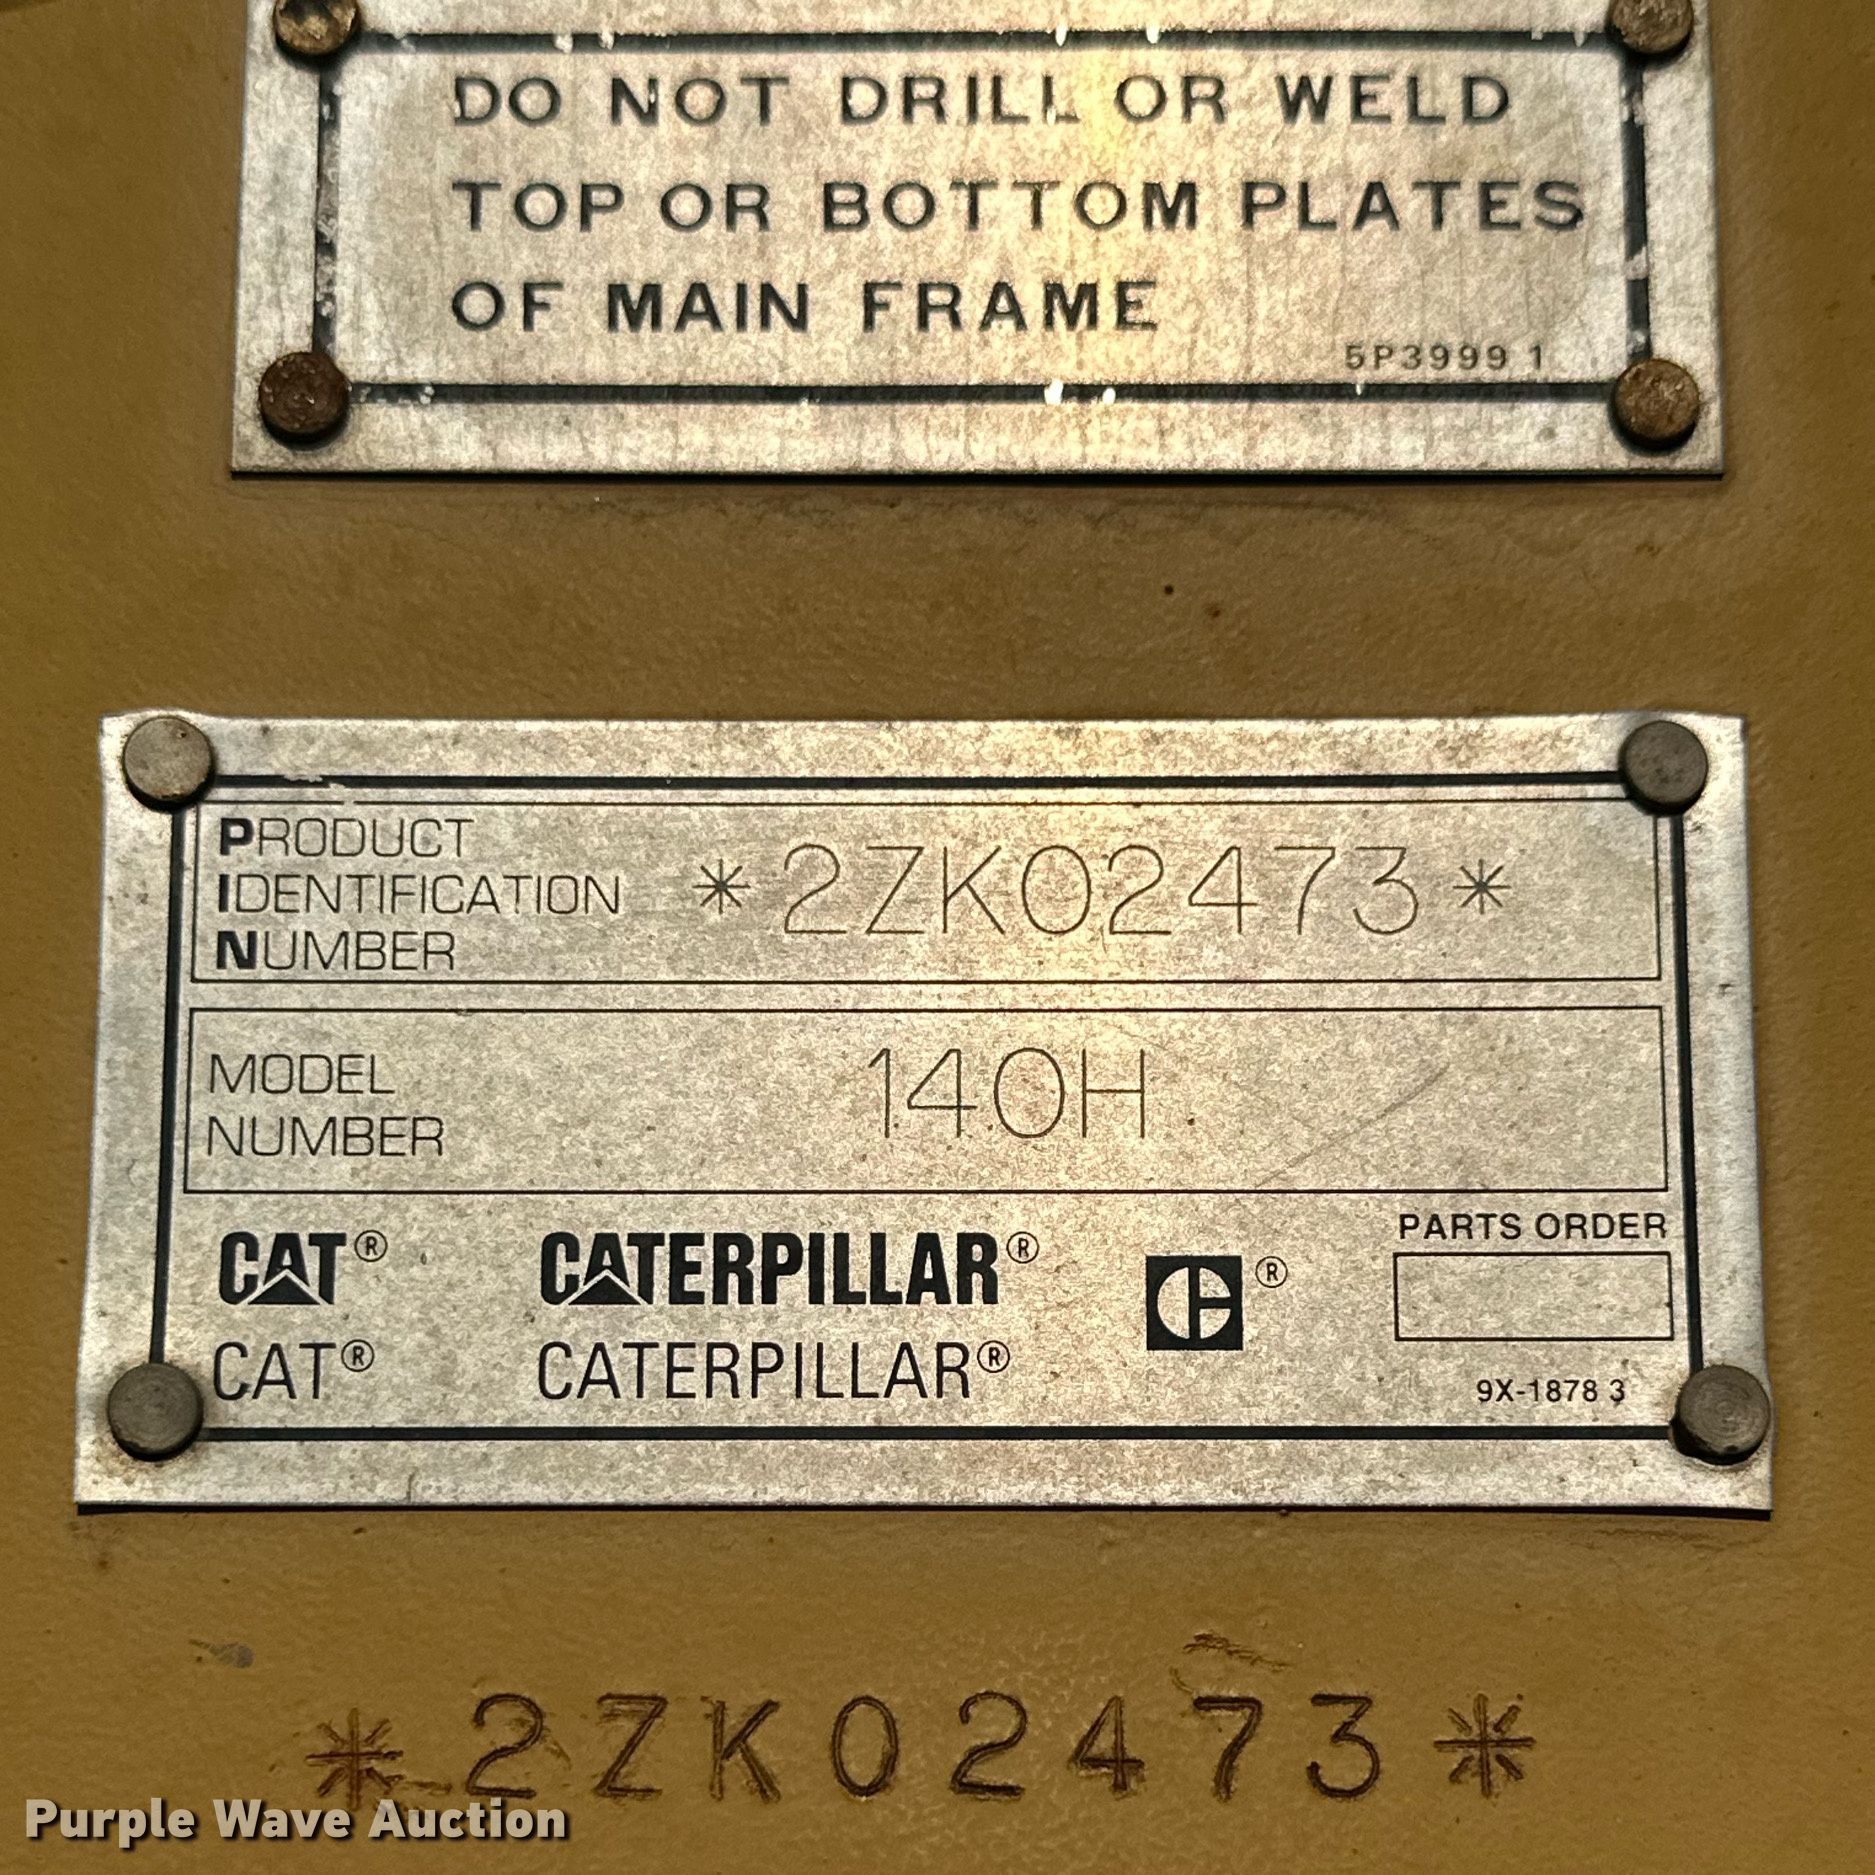 DO NOT DRILL OR WELD
TOP OR BOTTOM PLATES
OF MAIN FRAME
5P3999 1
PRODUCT
IDENTIFICATION
NUMBER
*2ZK02473*
MODEL
NUMBER
140H
CAT® CATERPILLAR® ®
CAT® CATERPILLAR®
PARTS ORDER
9X-1878 3
*2ZK02473*
Purple Wave Auction